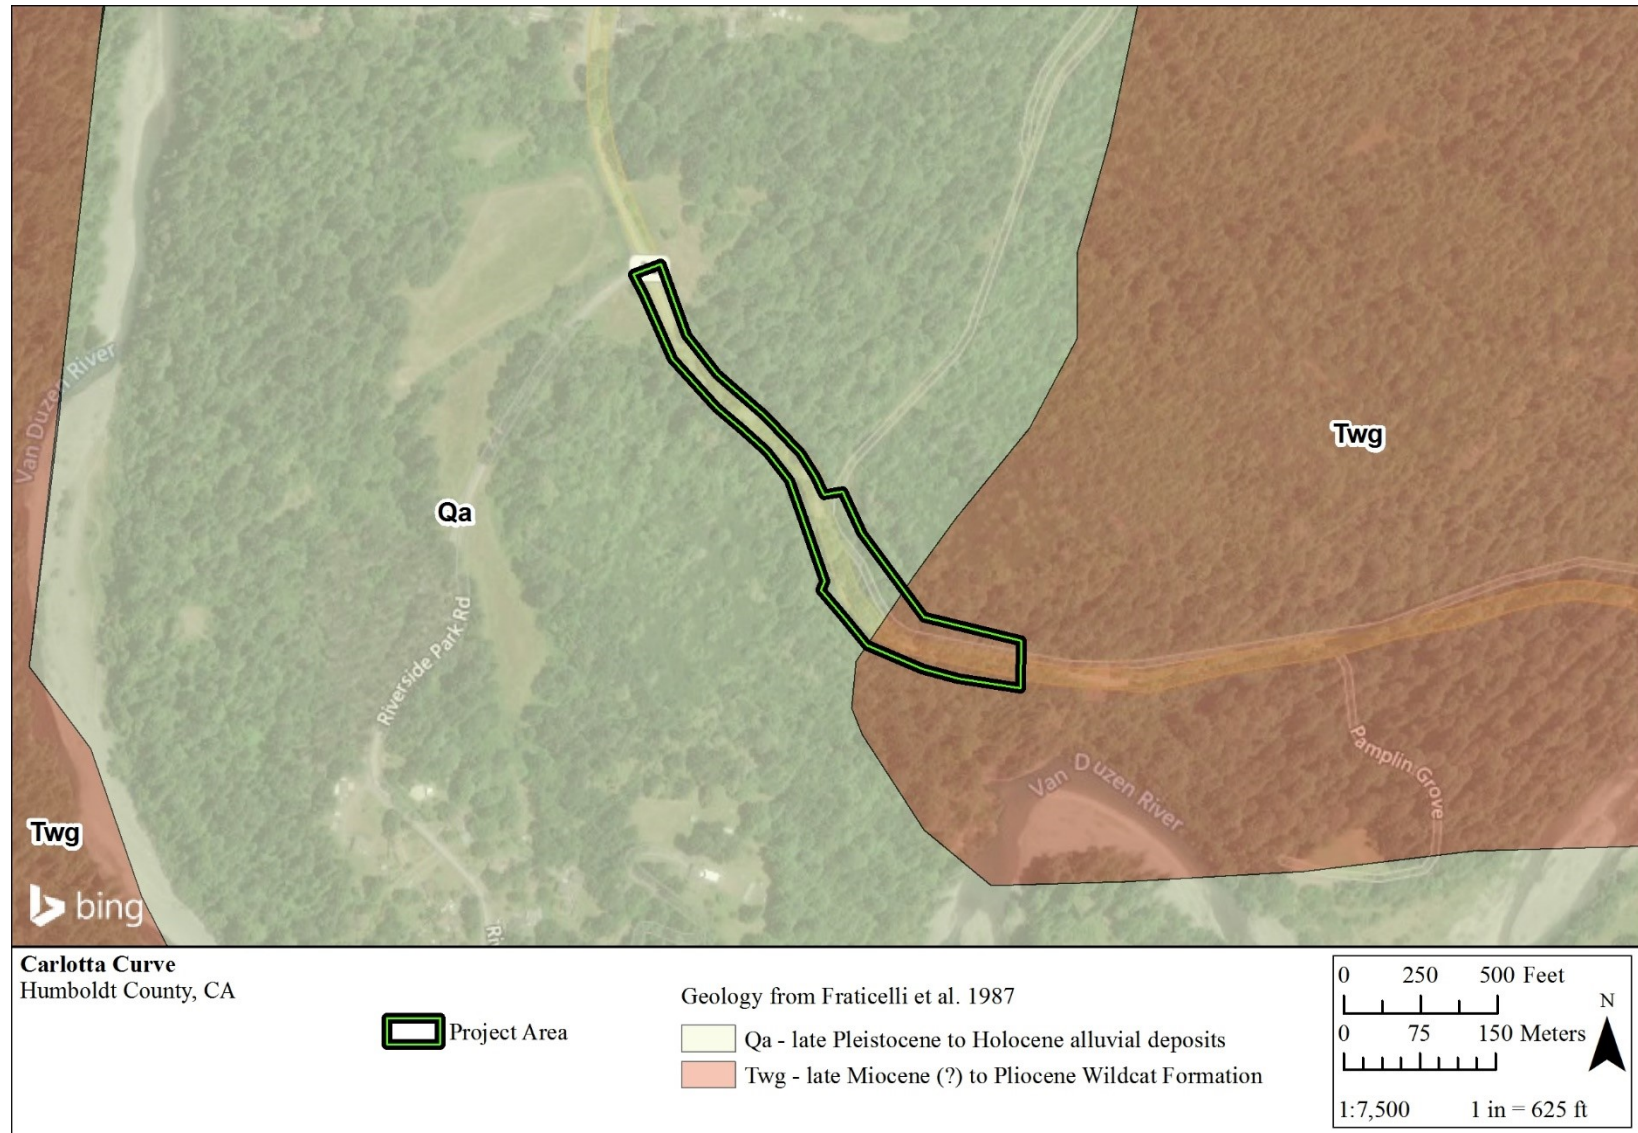 Van Duzen River
Qa
Twg
Riverside Park Rd
Pamplin Grove
Van Duzen River
Twg
Ri
bing
Carlotta Curve
Humboldt County, CA
Project Area
Geology from Fraticelli et al. 1987
Qa - late Pleistocene to Holocene alluvial deposits
Twg - late Miocene (?) to Pliocene Wildcat Formation
0 250 500 Feet
0 75 150 Meters
N
1:7,500 1 in = 625 ft